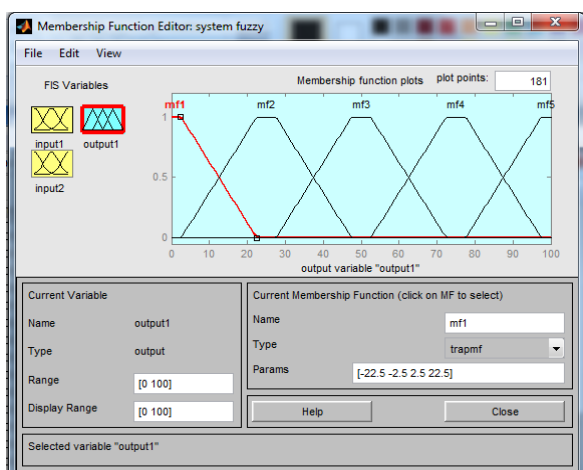 Membership Function Editor: system fuzzy
File Edit View
FIS Variables
input1
output1
input2
Membership function plots
plot points:
181
mf1 mf2 mf3 mf4 mf5
1
0.5
0
0 10 20 30 40 50 60 70 80 90 100
output variable "output1"
Current Variable
Name output1
Type output
Range [0 100]
Display Range [0 100]
Current Membership Function (click on MF to select)
Name mf1
Type trapmf
Params [-22.5 -2.5 2.5 22.5]
Help Close
Selected variable "output1"